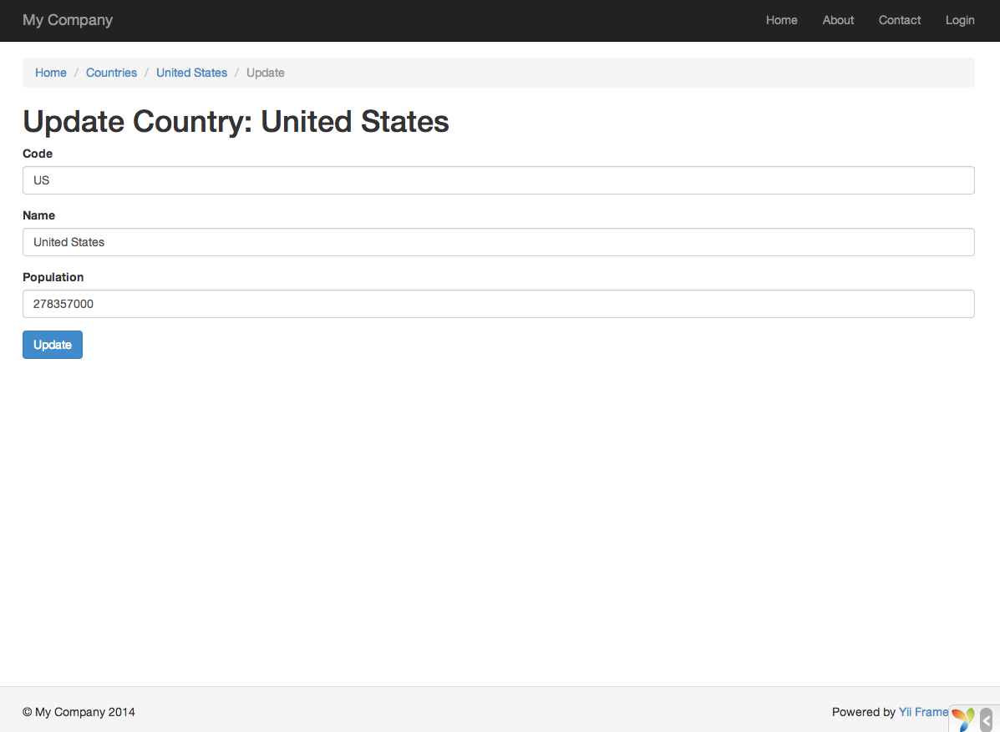 My Company Home About Contact Login
Home / Countries / United States / Update
Update Country: United States
Code
US
Name
United States
Population
278357000
Update
© My Company 2014 Powered by Yii Frame